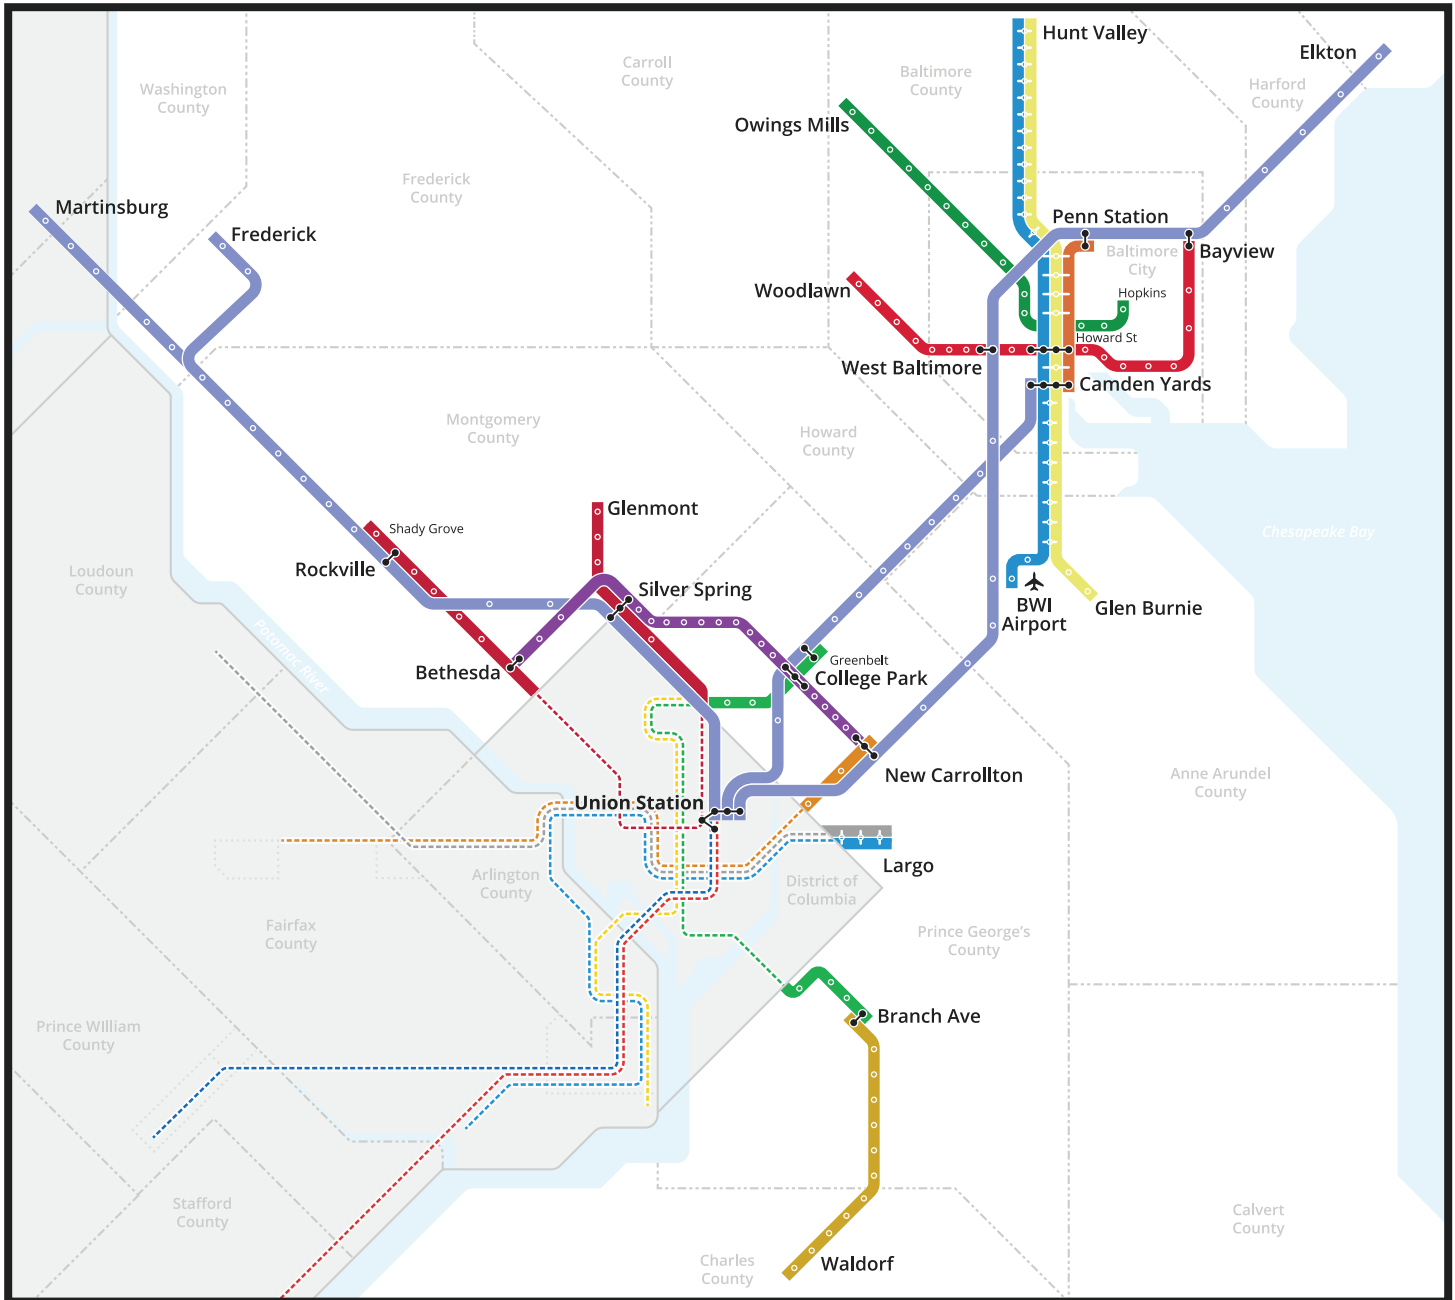 Hunt Valley
Elkton
Carroll
County
Baltimore
County
Harford
County
Washington
County
Owings Mills
Frederick
County
Martinsburg
Frederick
Penn Station
Baltimore
City
Bayview
Woodlawn
Hopkins
Howard St
West Baltimore
Camden Yards
Montgomery
County
Howard
County
Glenmont
Shady Grove
Chesapeake Bay
Rockville
Loudoun
County
Silver Spring
BWI
Airport
Glen Burnie
Potomac River
Bethesda
Greenbelt
College Park
New Carrollton
Anne Arundel
County
Union Station
Largo
Arlington
County
District of
Columbia
Fairfax
County
Prince George's
County
Branch Ave
Prince WIlliam
County
Stafford
County
Calvert
County
Waldorf
Charles
County